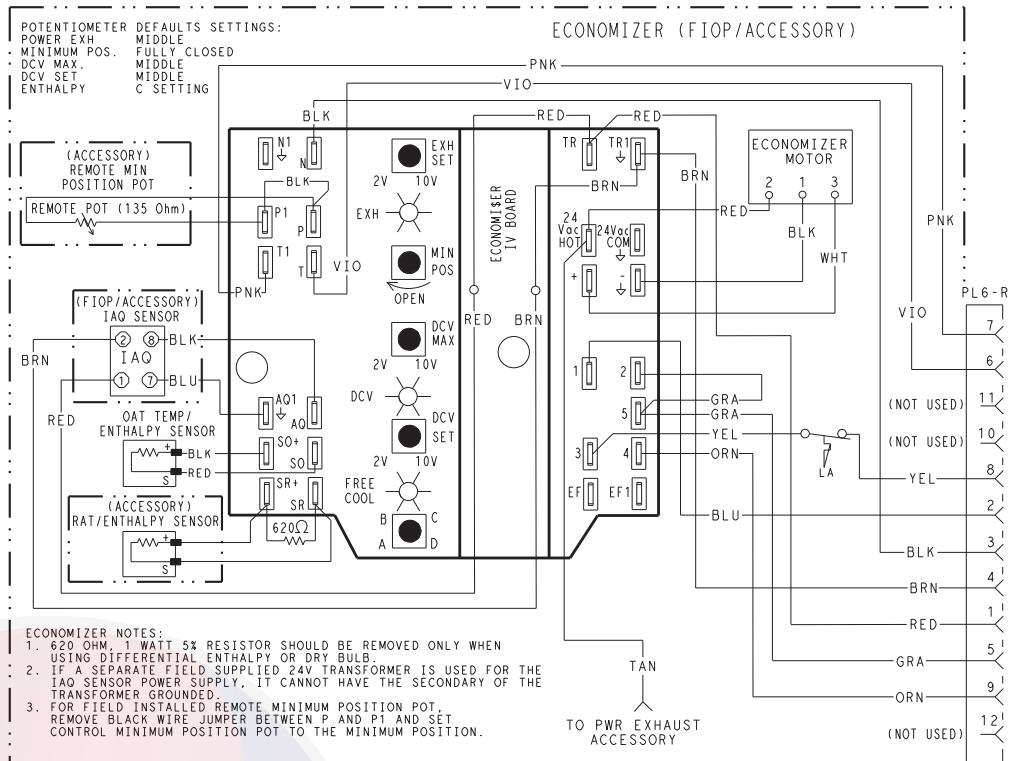 POTENTIOMETER DEFAULTS SETTINGS:
POWER EXH MIDDLE
MINIMUM POS. FULLY CLOSED
DCV MAX. MIDDLE
DCV SET MIDDLE
ENTHALPY C SETTING
ECONOMIZER (FIOP/ACCESSORY)
PNK
VIO
BLK
RED
RED
N1
N
EXH
SET
2V 10V
TR
TR1
ECONOMIZER
MOTOR
2 1 3
(ACCESSORY)
REMOTE MIN
POSITION POT
REMOTE POT (135 Ohm)
BLK
P1
P
EXH
ECONOMI$ER
IV BOARD
BRN
BRN
RED
BLK
WHT
PNK
24
Vac
HOT
24Vac
COM
T1
T
VIO
MIN
POS
OPEN
+
-
PNK
(FIOP/ACCESSORY)
IAQ SENSOR
2 8
IAQ
1 7
BLK
BLU
BRN
RED
RED
BRN
DCV
MAX
2V 10V
VIO
PL6-R
7
6
11
(NOT USED)
10
(NOT USED)
8
YEL
2
3
BLK
4
BRN
1
RED
5
GRA
9
ORN
12
(NOT USED)
1
2
5
GRA
GRA
YEL
ORN
3
4
LA
EF
EF1
BLU
AQ1
AQ
DCV
DCV
SET
2V 10V
OAT TEMP/
ENTHALPY SENSOR
+
S
BLK
RED
SO+
SO
SR+
SR
FREE
COOL
B C
A D
(ACCESSORY)
RAT/ENTHALPY SENSOR
+
S
620Ω
TAN
TO PWR EXHAUST
ACCESSORY
ECONOMIZER NOTES:
1. 620 OHM, 1 WATT 5% RESISTOR SHOULD BE REMOVED ONLY WHEN
USING DIFFERENTIAL ENTHALPY OR DRY BULB.
2. IF A SEPARATE FIELD SUPPLIED 24V TRANSFORMER IS USED FOR THE
IAQ SENSOR POWER SUPPLY, IT CANNOT HAVE THE SECONDARY OF THE
TRANSFORMER GROUNDED.
3. FOR FIELD INSTALLED REMOTE MINIMUM POSITION POT,
REMOVE BLACK WIRE JUMPER BETWEEN P AND P1 AND SET
CONTROL MINIMUM POSITION POT TO THE MINIMUM POSITION.